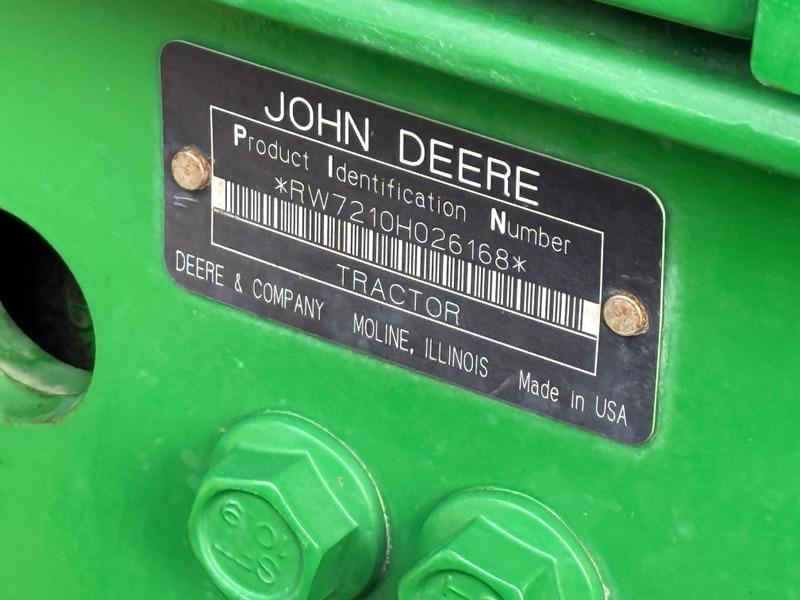 JOHN DEERE
Product Identification Number
*RW7210H026168*
TRACTOR
DEERE & COMPANY MOLINE, ILLINOIS Made in USA